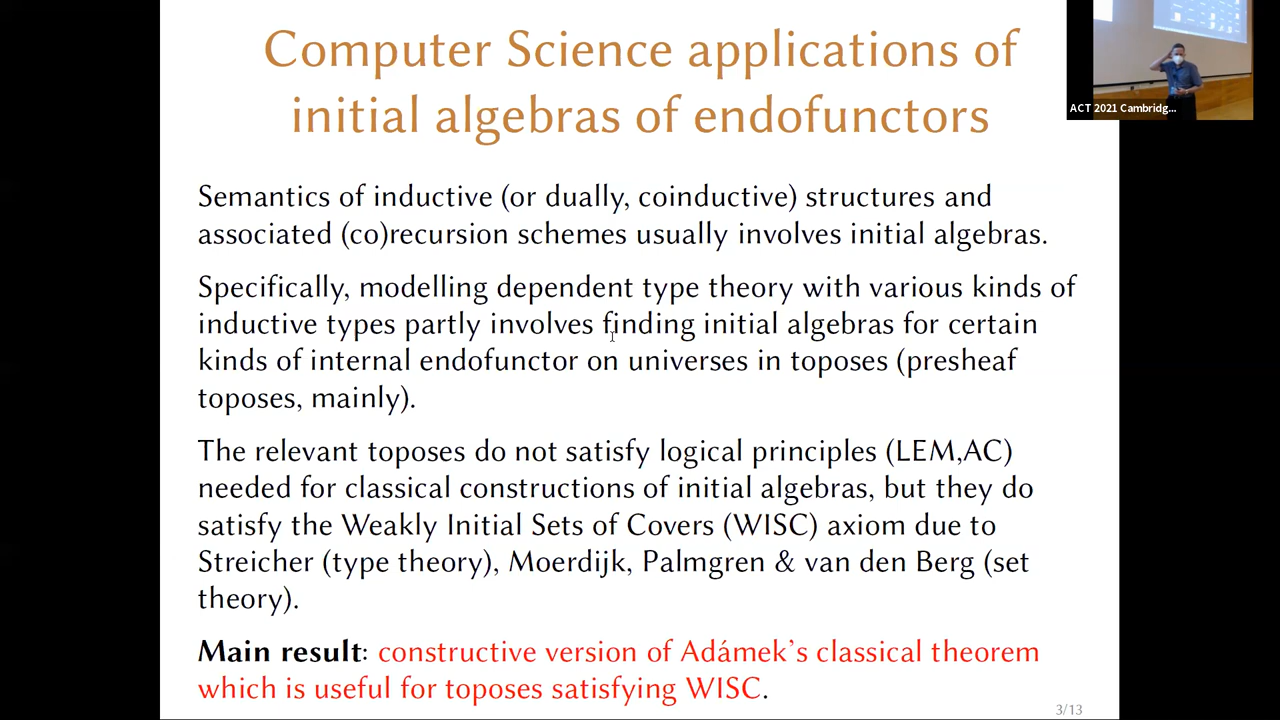 Computer Science applications of
initial algebras of endofunctors
ACT 2021 Cambridg...
Semantics of inductive (or dually, coinductive) structures and
associated (co)recursion schemes usually involves initial algebras.
Specifically, modelling dependent type theory with various kinds of
inductive types partly involves finding initial algebras for certain
kinds of internal endofunctor on universes in toposes (presheaf
toposes, mainly).
The relevant toposes do not satisfy logical principles (LEM,AC)
needed for classical constructions of initial algebras, but they do
satisfy the Weakly Initial Sets of Covers (WISC) axiom due to
Streicher (type theory), Moerdijk, Palmgren & van den Berg (set
theory).
Main result: constructive version of Adámek's classical theorem
which is useful for toposes satisfying WISC.
3/13